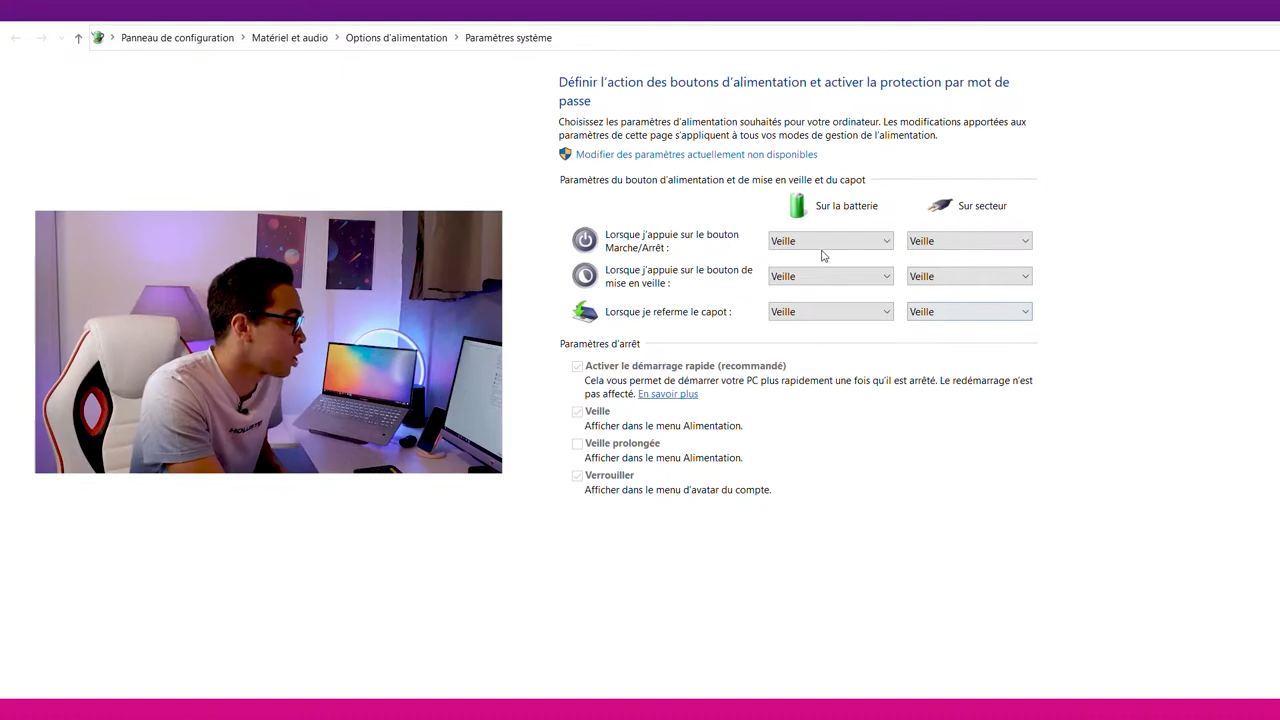 Panneau de configuration > Matériel et audio > Options d'alimentation > Paramètres système
Définir l'action des boutons d'alimentation et activer la protection par mot de
passe
Choisissez les paramètres d'alimentation souhaités pour votre ordinateur. Les modifications apportées aux
paramètres de cette page s'appliquent à tous vos modes de gestion de l'alimentation.
Modifier des paramètres actuellement non disponibles
Paramètres du bouton d'alimentation et de mise en veille et du capot
Sur la batterie Sur secteur
Lorsque j'appuie sur le bouton
Marche/Arrêt :
Veille Veille
Lorsque j'appuie sur le bouton de
mise en veille :
Veille Veille
Lorsque je referme le capot : Veille Veille
Paramètres d'arrêt
Activer le démarrage rapide (recommandé)
Cela vous permet de démarrer votre PC plus rapidement une fois qu'il est arrêté. Le redémarrage n'est
pas affecté. En savoir plus
Veille
Afficher dans le menu Alimentation.
Veille prolongée
Afficher dans le menu Alimentation.
Verrouiller
Afficher dans le menu d'avatar du compte.
HOLLISTER